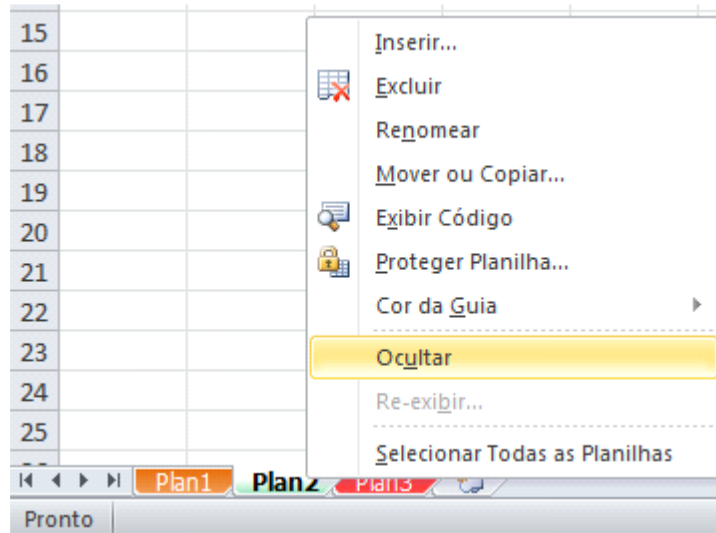 15
Inserir...
16
Excluir
17
Renomear
18
Mover ou Copiar...
19
20
Exibir Código
21
Proteger Planilha...
22
Cor da Guia
23
Ocultar
24
Re-exibir...
25
Selecionar Todas as Planilhas
Plan1 Plan2 Plan3
Pronto